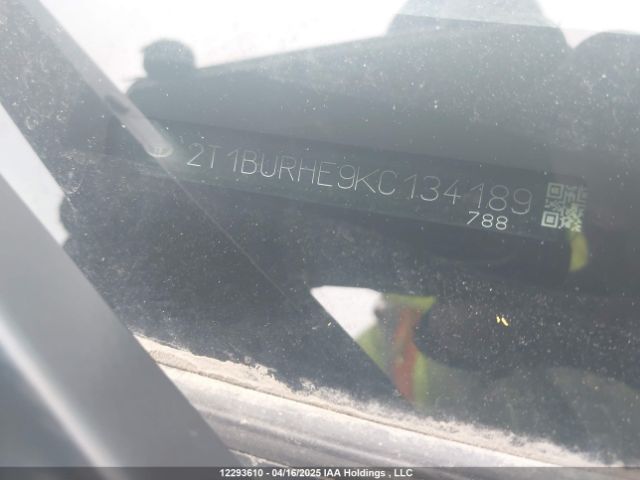 2T1BURHE9KC134189
788
12293610 - 04/16/2025 IAA Holdings , LLC